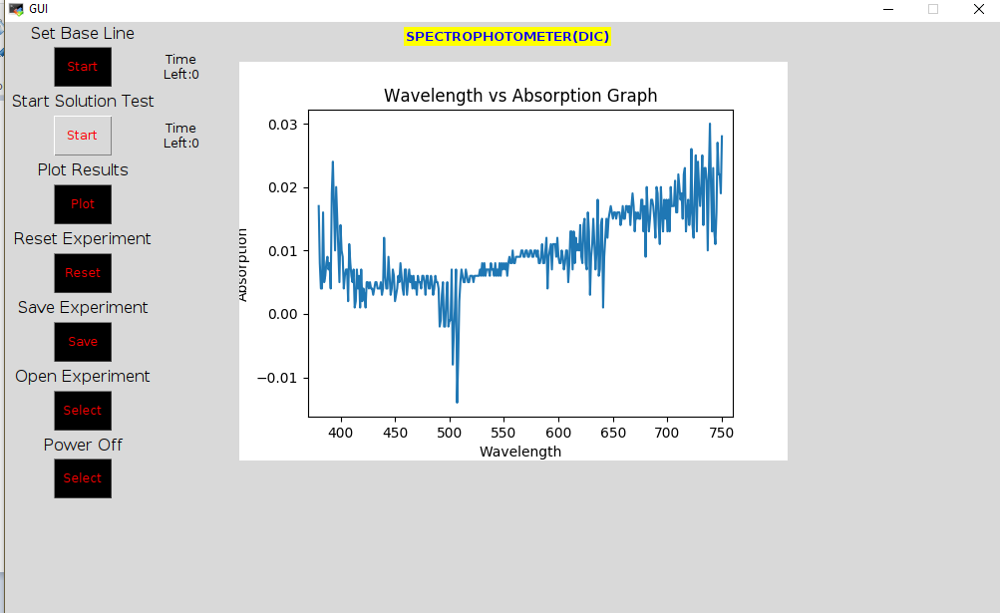 GUI
SPECTROPHOTOMETER(DIC)
Set Base Line
Start
Time
Left:0
Start Solution Test
Start
Time
Left:0
Plot Results
Plot
Reset Experiment
Reset
Save Experiment
Save
Open Experiment
Select
Power Off
Select
Wavelength vs Absorption Graph
0.03
0.02
0.01
0.00
−0.01
Absorption
400 450 500 550 600 650 700 750
Wavelength